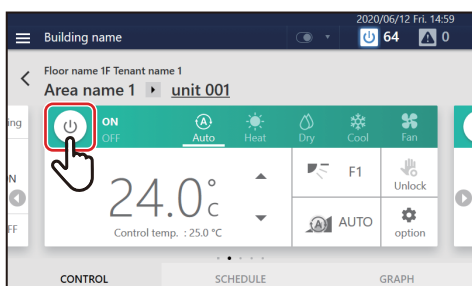 2020/06/12 Fri. 14:59
Building name
64
0
Floor name 1F Tenant name 1
Area name 1
unit 001
ing
ON
OFF
Auto
Heat
Dry
Cool
Fan
N
FF
24.0°c
Control temp. : 25.0 °C
F1
Unlock
AUTO
option
CONTROL
SCHEDULE
GRAPH